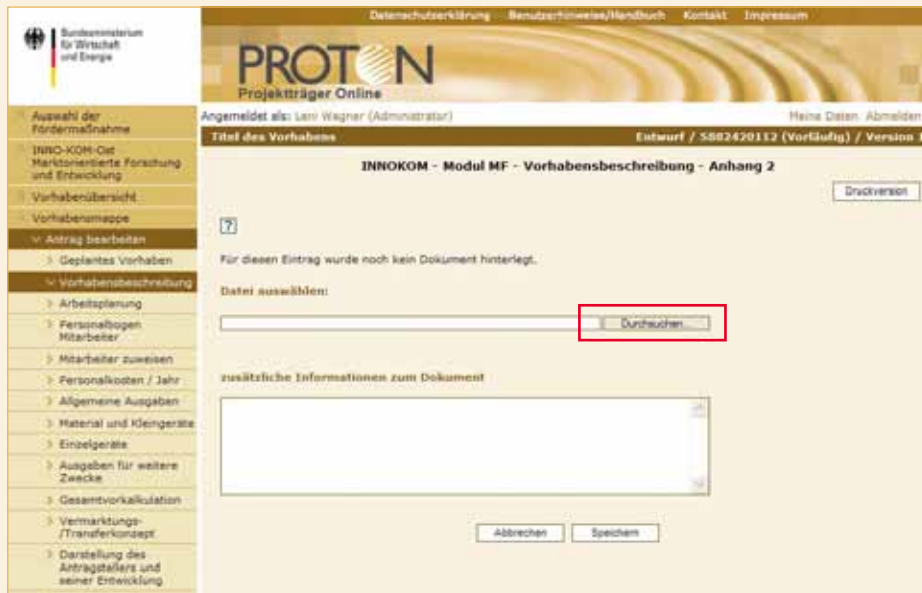 Datenschutzerklärung Benutzerhinweise/Handbuch Kontakt Impressum
Bundesministerium
für Wirtschaft
und Energie
PROTON
Projektträger Online
Angemeldet als: Leni Wagner (Administrator) Meine Daten Abmelden
Titel des Vorhabens Entwurf / S882420112 (Vorläufig) / Version
Auswahl der
Fördermaßnahme
INNO-KOM-Ost
Marktorientierte Forschung
und Entwicklung
Vorhabenübersicht
Vorhabensmappe
Antrag bearbeiten
Geplantes Vorhaben
Vorhabensbeschreibung
Arbeitsplanung
Personalbogen
Mitarbeiter
Mitarbeiter zuweisen
Personalkosten / Jahr
Allgemeine Ausgaben
Material und Kleingeräte
Einzelgeräte
Ausgaben für weitere
Zwecke
Gesamtvorkalkulation
Vermarktungs-
/Transferkonzept
Darstellung des
Antragstellers und
seiner Entwicklung
INNOKOM - Modul MF - Vorhabensbeschreibung - Anhang 2
Druckversion
?
Für diesen Eintrag wurde noch kein Dokument hinterlegt.
Datei auswählen:
Durchsuchen...
zusätzliche Informationen zum Dokument
Abbrechen Speichern